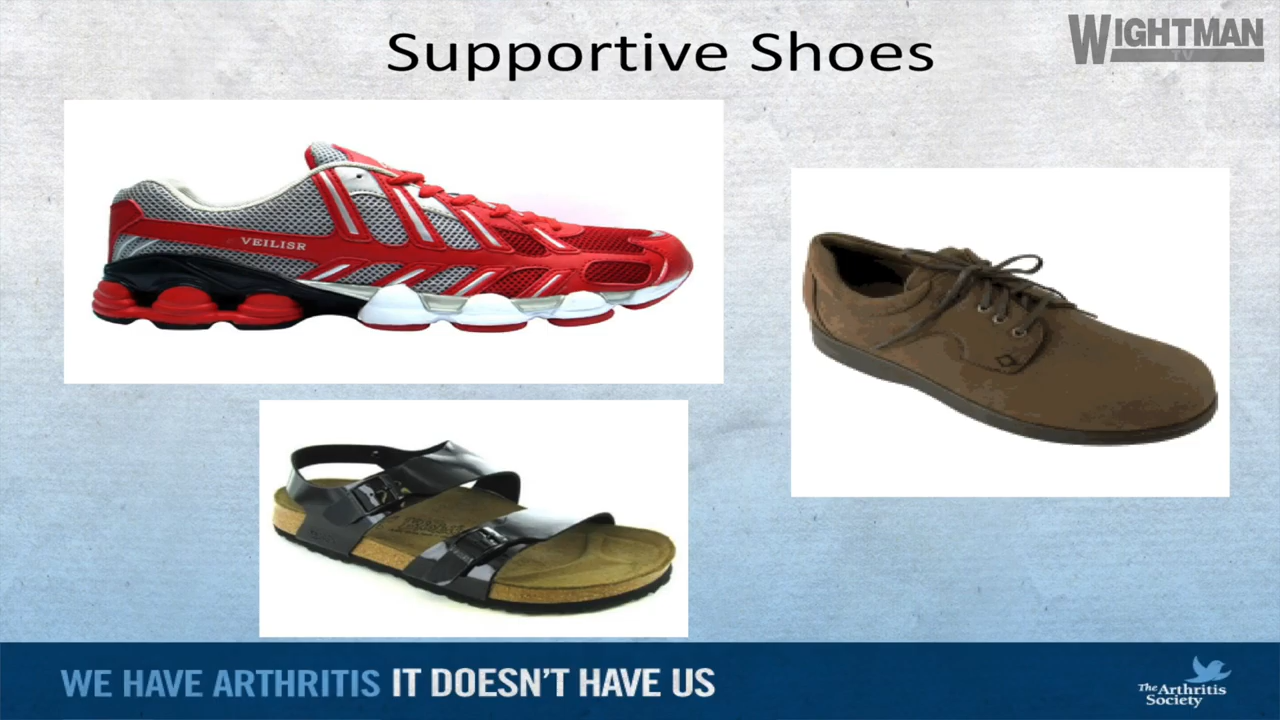 Supportive Shoes
WIGHTMAN
TV
VEILISR
WE HAVE ARTHRITIS IT DOESN'T HAVE US
The Arthritis
Society